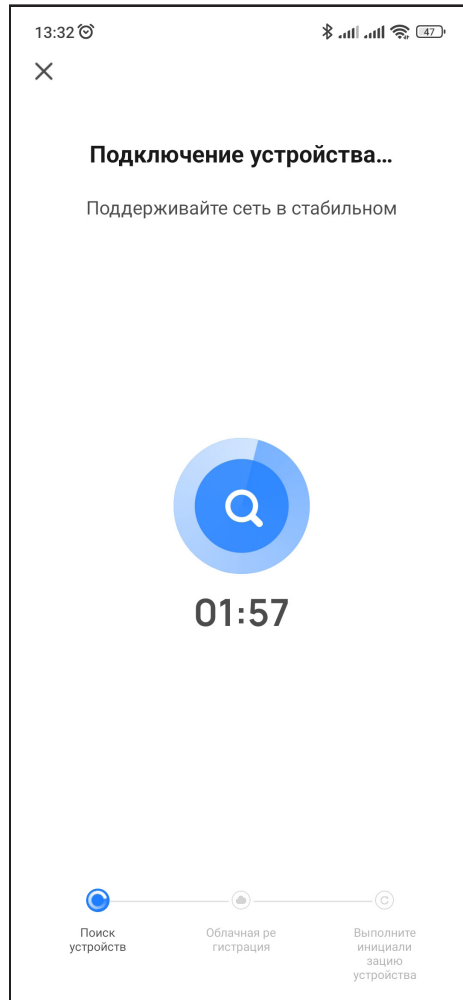 13:32
47
Подключение устройства...
Поддерживайте сеть в стабильном
01:57
Поиск
устройств
Облачная ре
гистрация
Выполните
инициали
зацию
устройства